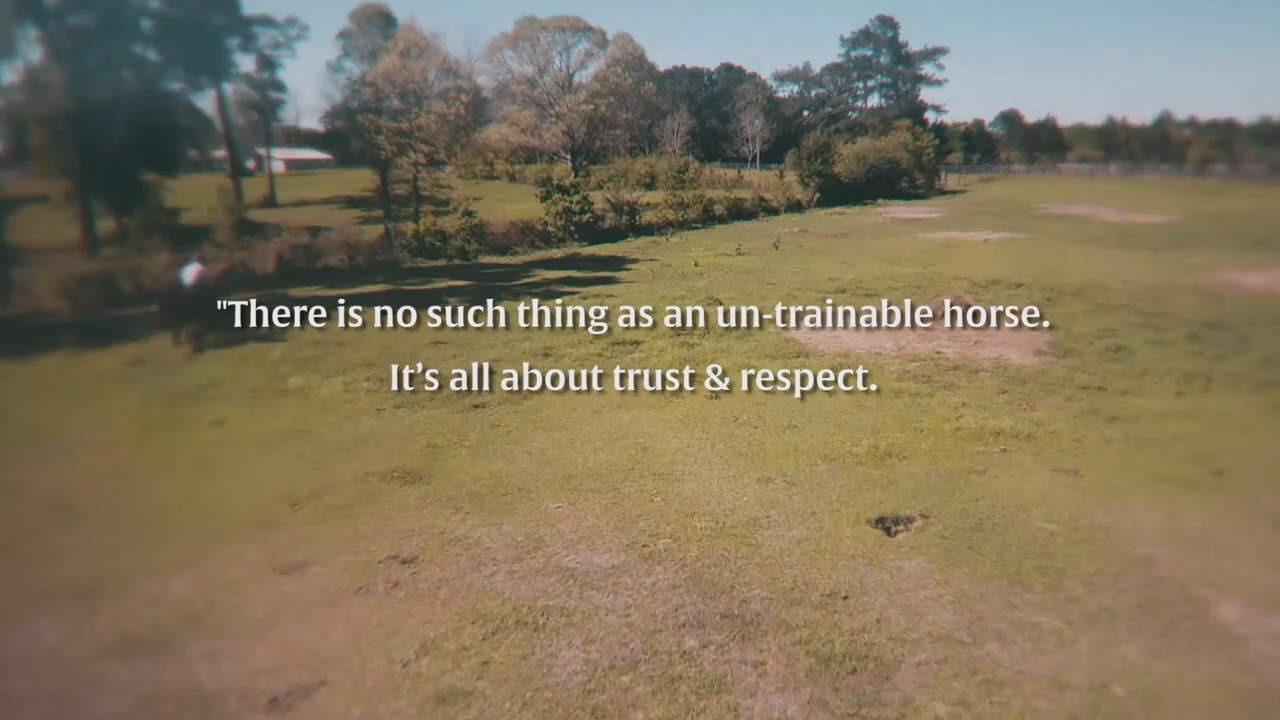 "There is no such thing as an un-trainable horse.
It’s all about trust & respect.